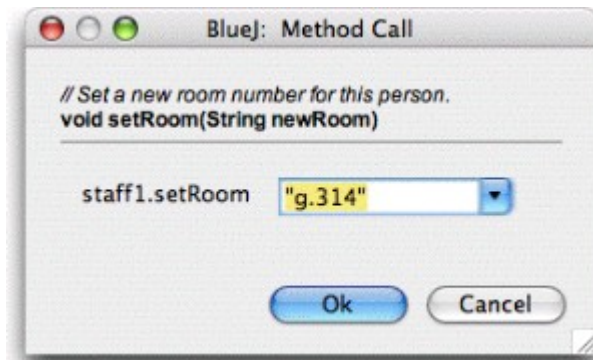 BlueJ: Method Call
// Set a new room number for this person.
void setRoom(String newRoom)
staff1.setRoom "g.314"
Ok Cancel